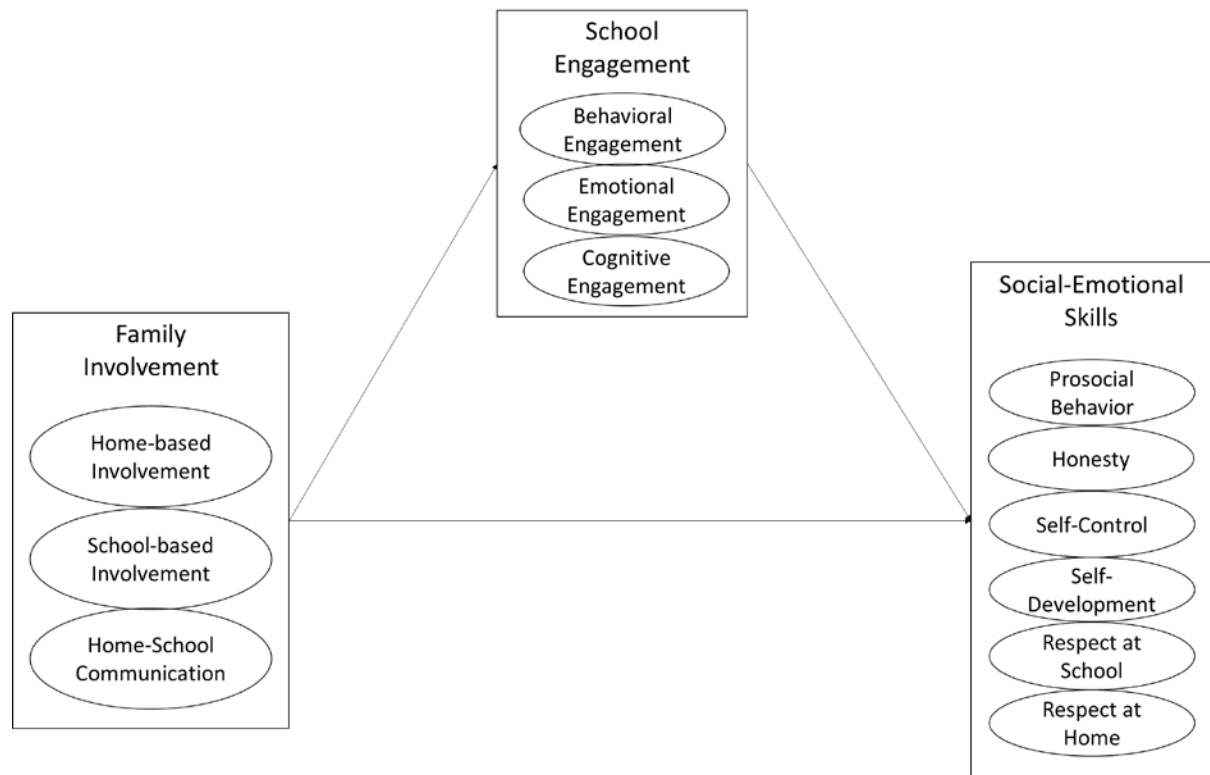 School
Engagement
Behavioral
Engagement
Emotional
Engagement
Cognitive
Engagement
Family
Involvement
Home-based
Involvement
School-based
Involvement
Home-School
Communication
Social-Emotional
Skills
Prosocial
Behavior
Honesty
Self-Control
Self-
Development
Respect at
School
Respect at
Home